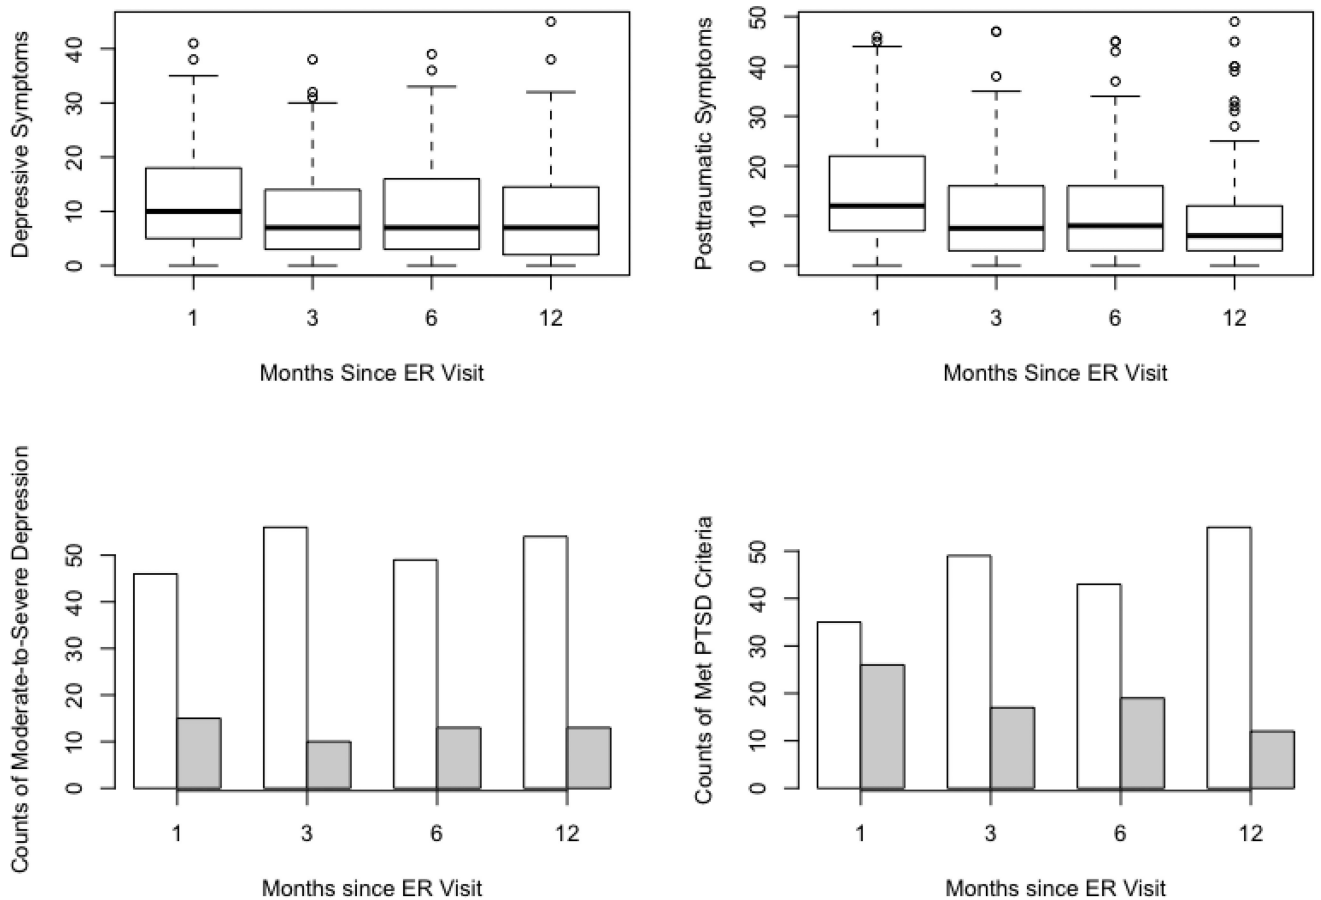 Depressive Symptoms
40
30
20
10
0
1 3 6 12
Months Since ER Visit
Posttraumatic Symptoms
50
40
30
20
10
0
1 3 6 12
Months Since ER Visit
Counts of Moderate-to-Severe Depression
50
40
30
20
10
0
1 3 6 12
Months since ER Visit
Counts of Met PTSD Criteria
50
40
30
20
10
0
1 3 6 12
Months since ER Visit